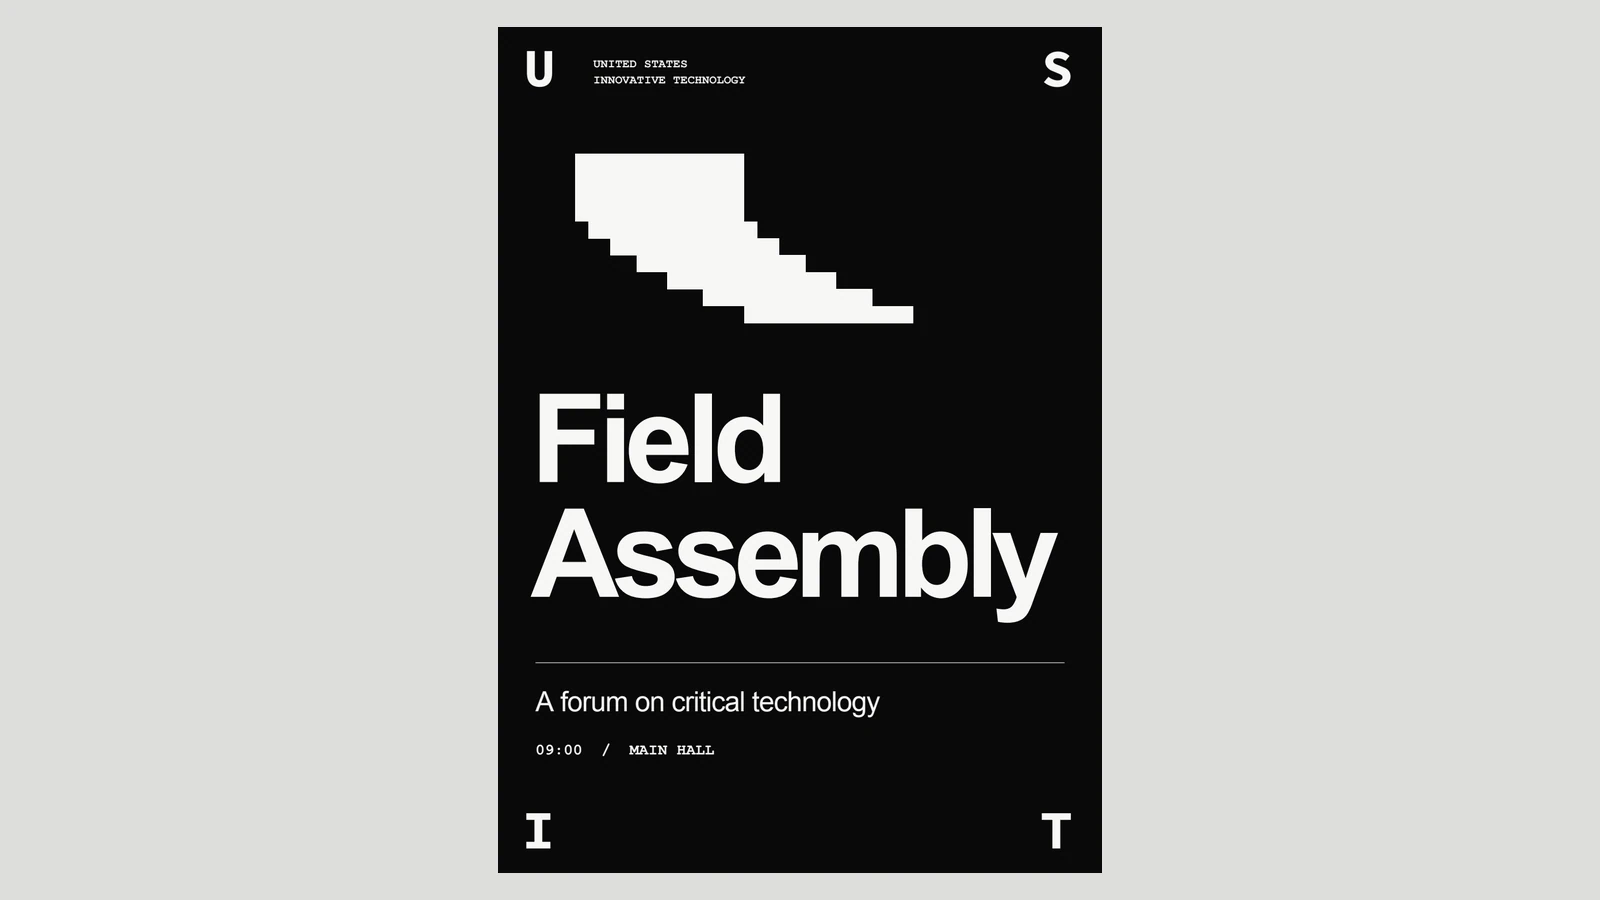 U
UNITED STATES
INNOVATIVE TECHNOLOGY
S
Field
Assembly
A forum on critical technology
09:00 / MAIN HALL
I
T